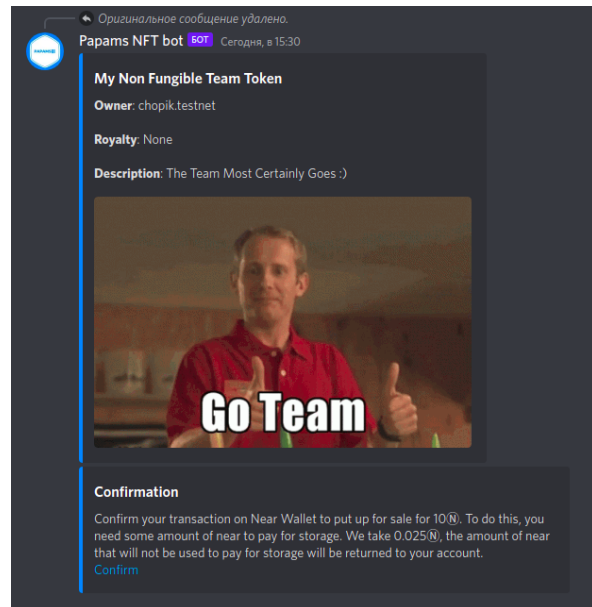 Оригинальное сообщение удалено.
PAPAMS
Papams NFT bot БОТ Сегодня, в 15:30
My Non Fungible Team Token
Owner: chopik.testnet
Royalty: None
Description: The Team Most Certainly Goes :)
Go Team
Confirmation
Confirm your transaction on Near Wallet to put up for sale for 10Ⓝ. To do this, you
need some amount of near to pay for storage. We take 0.025Ⓝ, the amount of near
that will not be used to pay for storage will be returned to your account.
Confirm